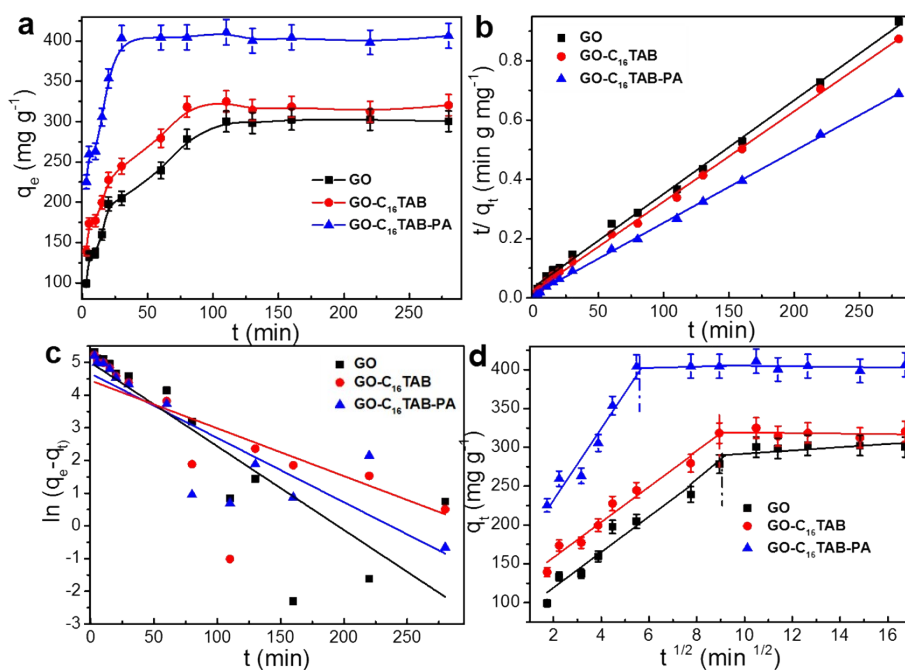 a
q_e (mg g^-1)
400
350
300
250
200
150
100
0 50 100 150 200 250
t (min)
GO
GO-C₁₆TAB
GO-C₁₆TAB-PA
b
t/ q_t (min g mg^-1)
0.8
0.6
0.4
0.2
0.0
0 50 100 150 200 250
t (min)
GO
GO-C₁₆TAB
GO-C₁₆TAB-PA
c
ln (q_e-q_t)
5
4
3
2
1
0
-1
-2
0 50 100 150 200 250
t (min)
GO
GO-C₁₆TAB
GO-C₁₆TAB-PA
d
q_t (mg g^-1)
400
350
300
250
200
150
100
2 4 6 8 10 12 14 16
t ^1/2 (min ^1/2)
GO
GO-C₁₆TAB
GO-C₁₆TAB-PA